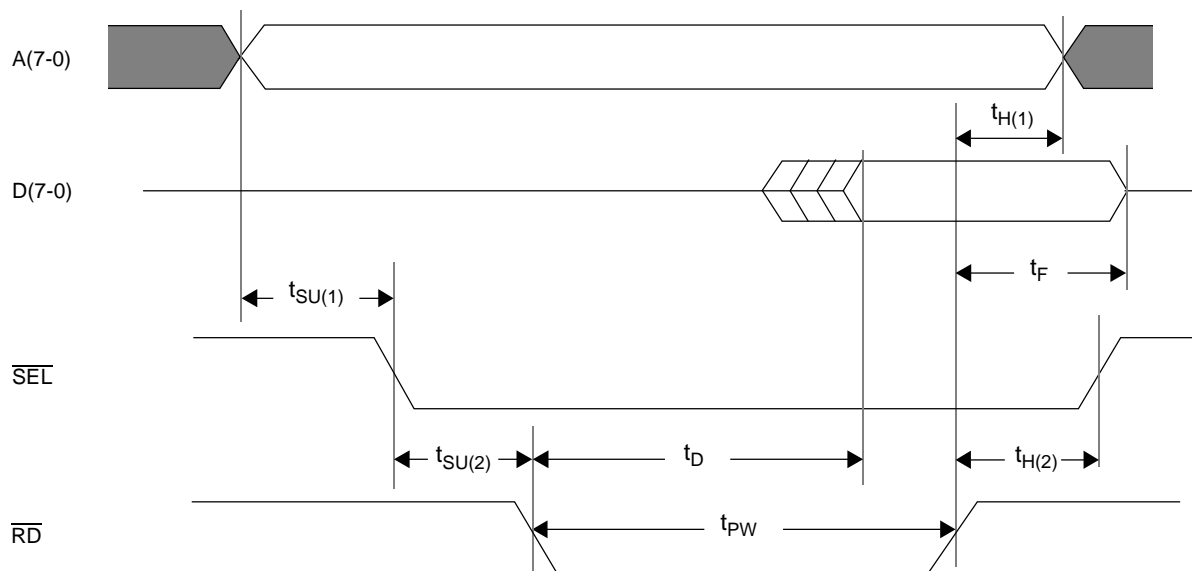 A(7-0)
tH(1)
D(7-0)
tF
tSU(1)
SEL
tSU(2)
tD
tH(2)
tPW
RD